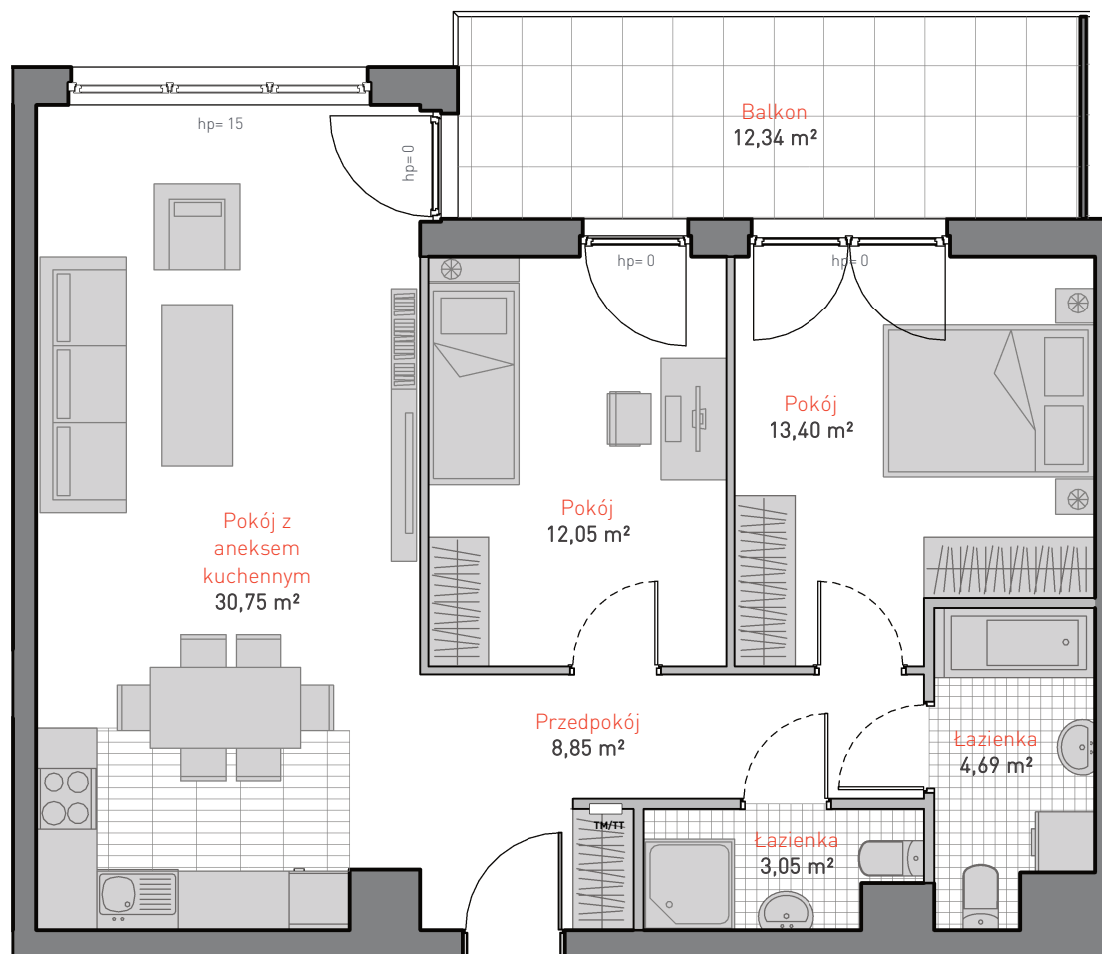 Balkon
12,34 m²
hp= 15
hp= 0
hp= 0
hp= 0
Pokój
13,40 m²
Pokój
12,05 m²
Pokój z
aneksem
kuchennym
30,75 m²
Przedpokój
8,85 m²
Łazienka
4,69 m²
TM/TT
Łazienka
3,05 m²